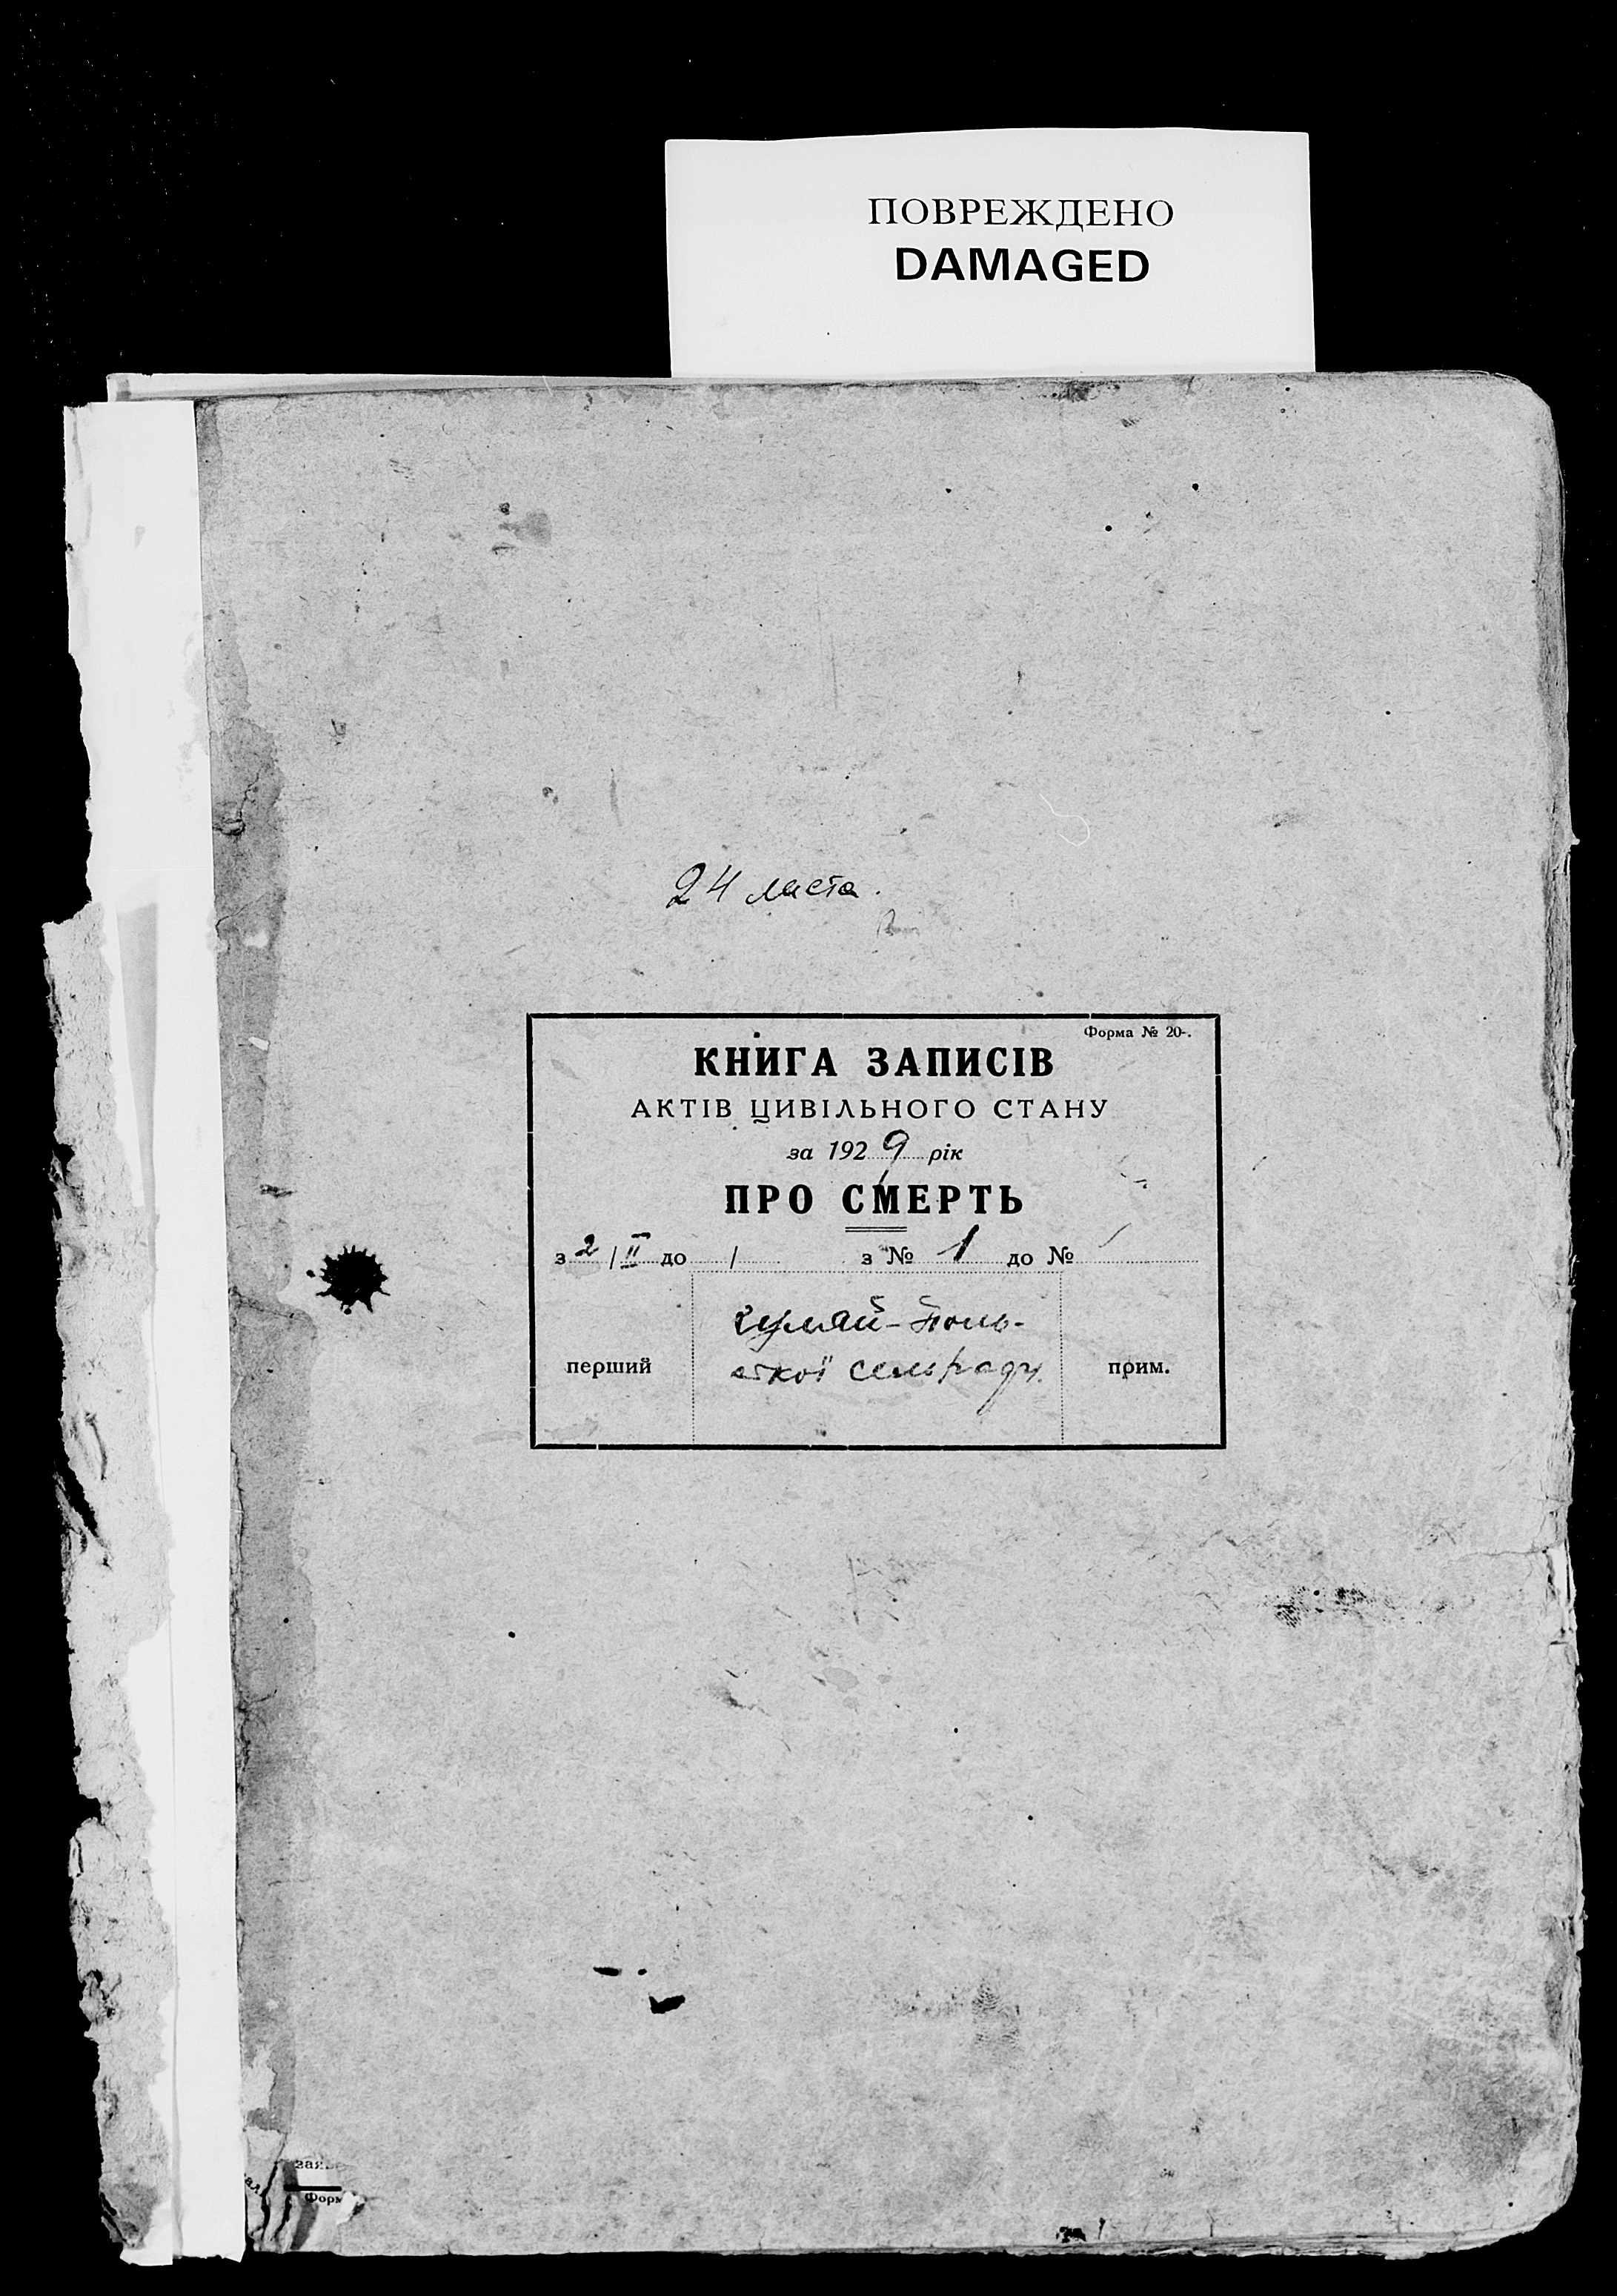 ПОВРЕЖДЕНО
DAMAGED
24 листа.
Форма № 20-.
КНИГА ЗАПИСІВ
АКТІВ ЦИВІЛЬНОГО СТАНУ
за 1929 рік
ПРО СМЕРТЬ
з 2/II до / з № 1 до №
гуляй-поль-
перший ської сельради. прим.
Форм